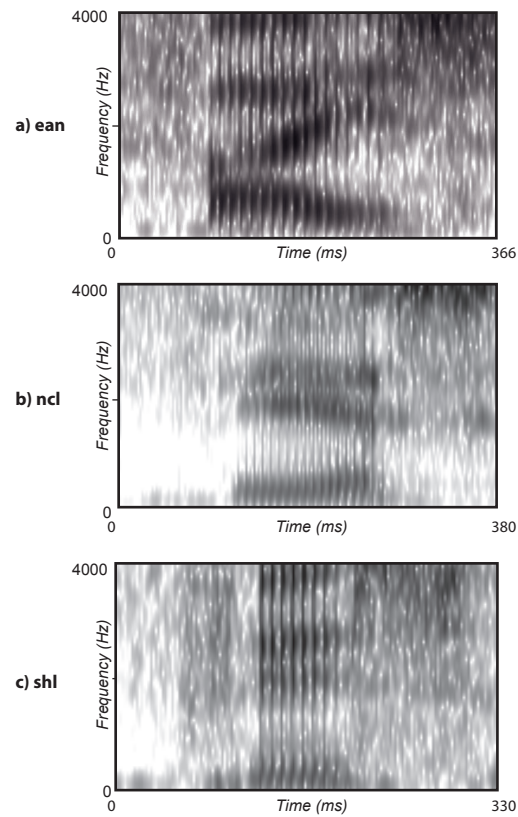 4000
a) ean
Frequency (Hz)
0
0
Time (ms)
366
4000
b) ncl
Frequency (Hz)
0
0
Time (ms)
380
4000
c) shl
Frequency (Hz)
0
0
Time (ms)
330